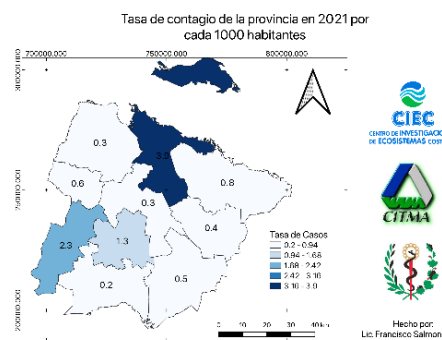 Tasa de contagio de la provincia en 2021 por
cada 1000 habitantes
700000.000 750000.000 800000.000
0.3
3.9
0.6
0.8
0.3
0.4
2.3
1.3
0.2
0.5
Tasa de Casos
0.2 - 0.94
0.94 - 1.68
1.68 - 2.42
2.42 - 3.16
3.16 - 3.9
0 10 20 30 40 km
CIEC
CENTRO DE INVESTIGAC
DE ECOSISTEMAS COST
CITMA
Hecho por:
Lic. Francisco Salmon